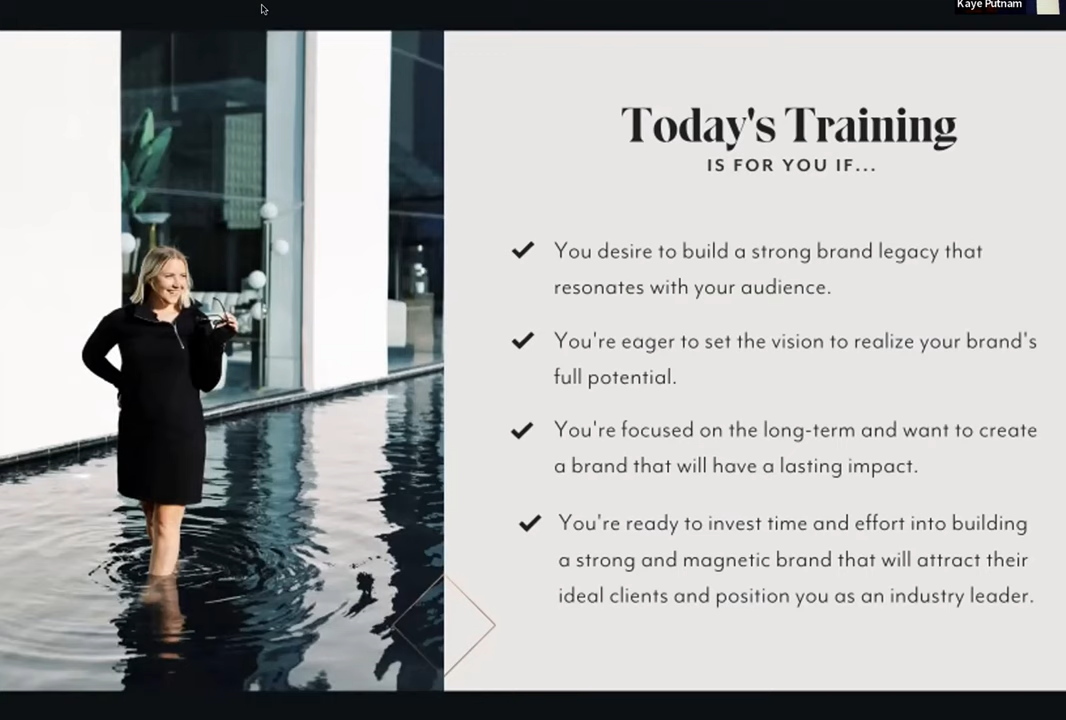 Kaye Putnam
Today's Training
IS FOR YOU IF...
You desire to build a strong brand legacy that
resonates with your audience.
You're eager to set the vision to realize your brand's
full potential.
You're focused on the long-term and want to create
a brand that will have a lasting impact.
You're ready to invest time and effort into building
a strong and magnetic brand that will attract their
ideal clients and position you as an industry leader.